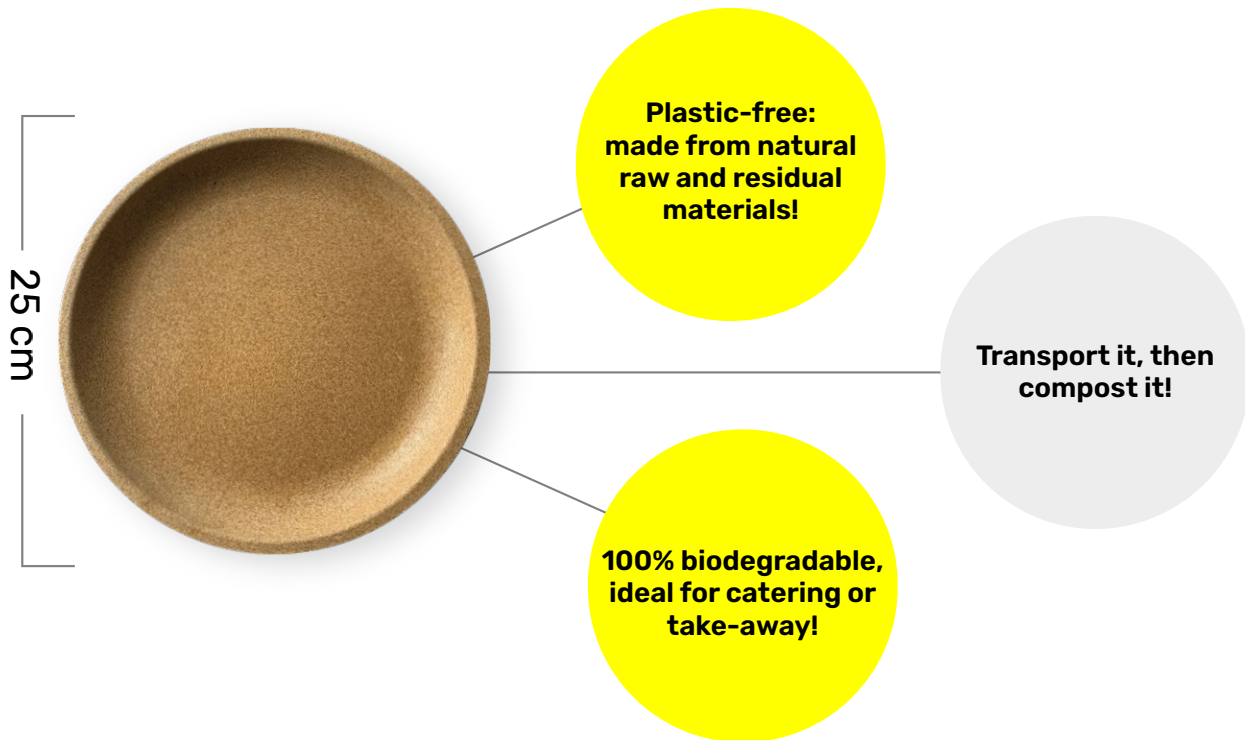 25 cm
Plastic-free:
made from natural
raw and residual
materials!
Transport it, then
compost it!
100% biodegradable,
ideal for catering or
take-away!